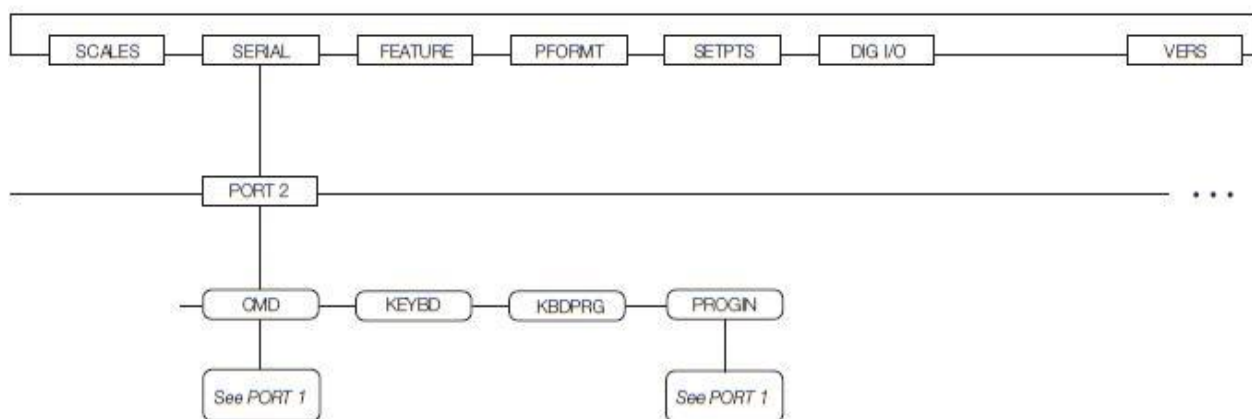 SCALES SERIAL FEATURE PFORMT SETPTS DIG I/O VERS
PORT 2
CMD KEYBD KBDPRG PROGIN
See PORT 1 See PORT 1